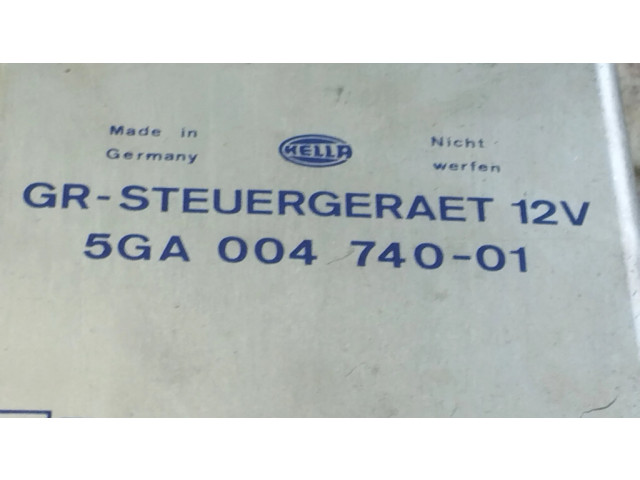 Made in
Germany
HELLA
Nicht
werfen
GR-STEUERGERAET 12V
5GA 004 740-01